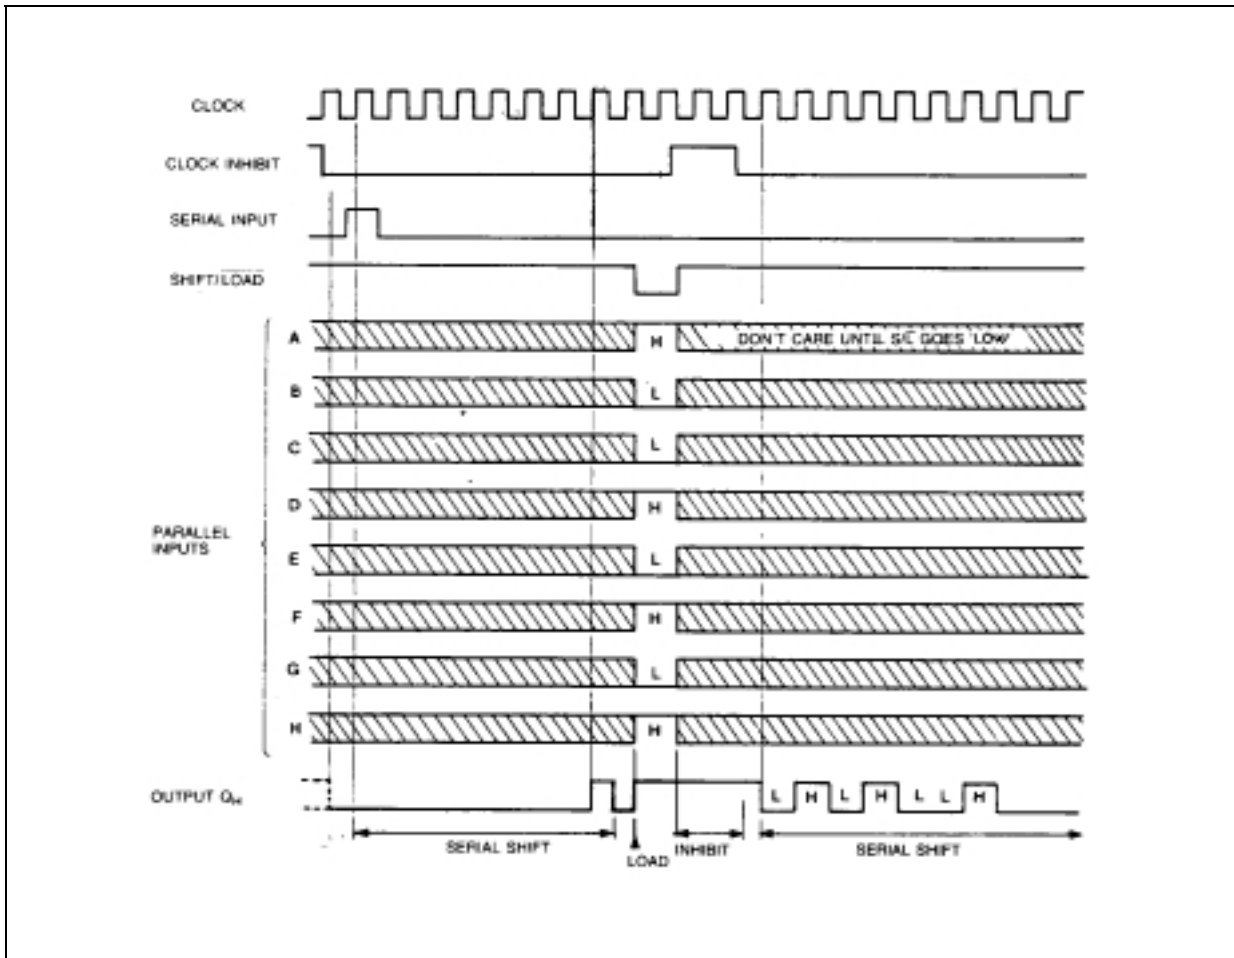 CLOCK
CLOCK INHIBIT
SERIAL INPUT
SHIFT/LOAD
A H DON'T CARE UNTIL S/L GOES LOW
B L
C L
D H
PARALLEL INPUTS
E L
F H
G L
H H
OUTPUT QH L H L H L L H
SERIAL SHIFT LOAD INHIBIT SERIAL SHIFT